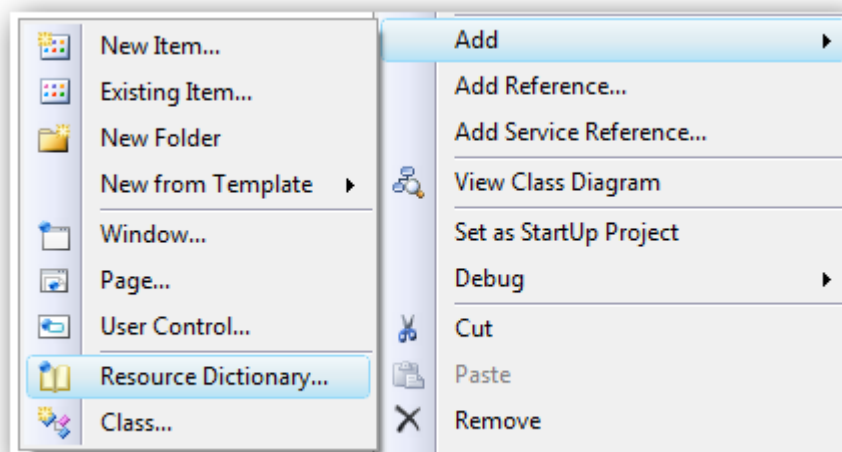 New Item...
Existing Item...
New Folder
New from Template
Window...
Page...
User Control...
Resource Dictionary...
Class...
Add
Add Reference...
Add Service Reference...
View Class Diagram
Set as StartUp Project
Debug
Cut
Paste
Remove